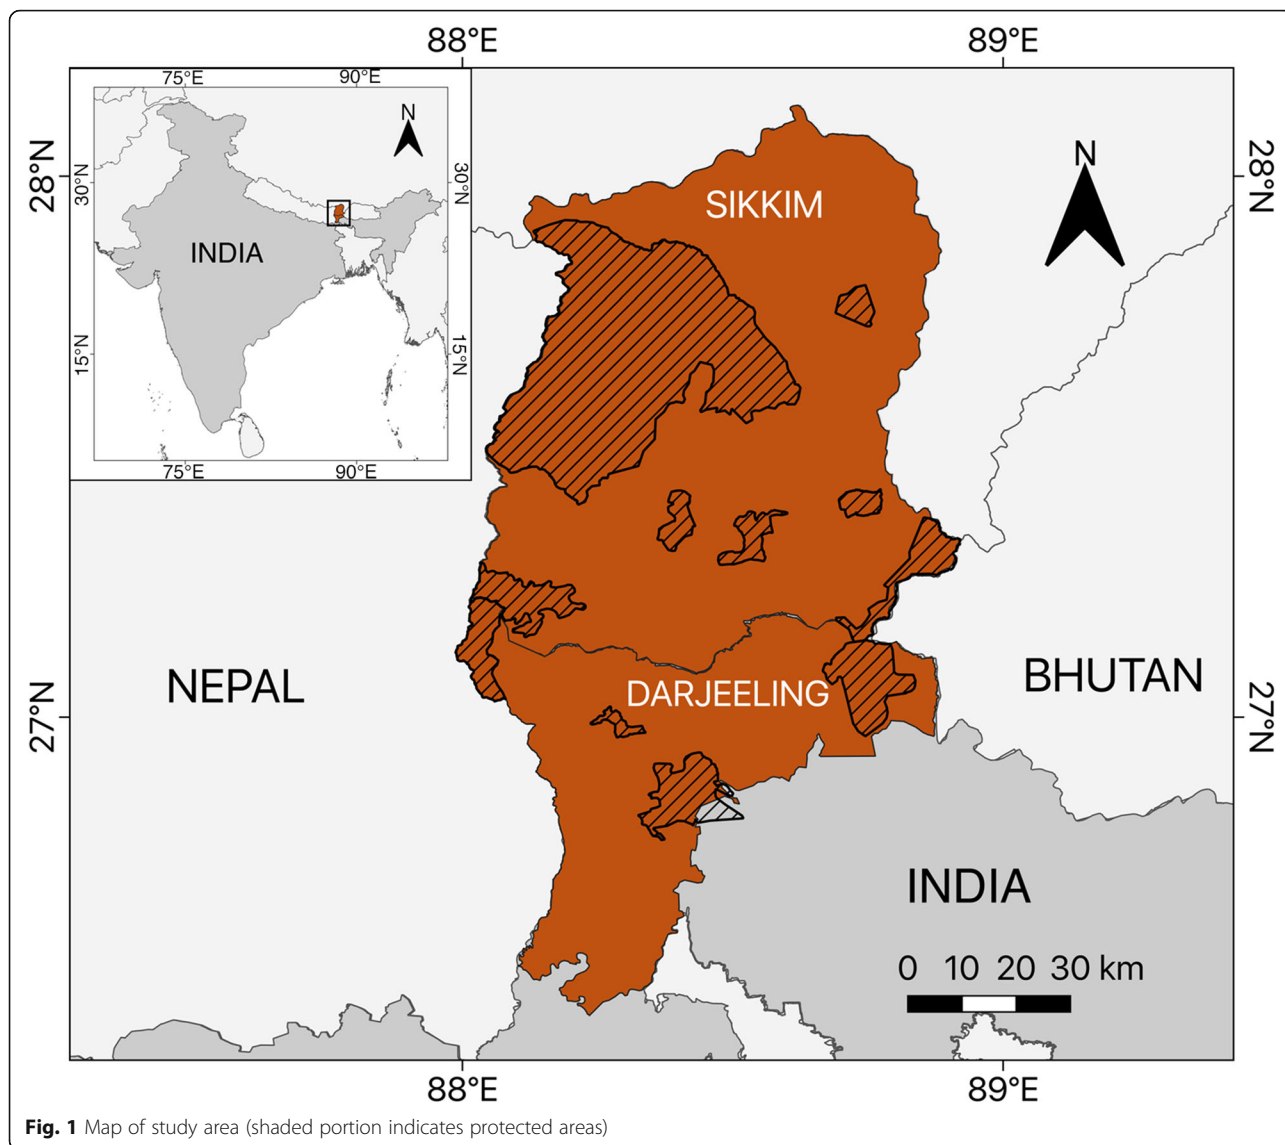 88°E 89°E
75°E 90°E
N
30°N 30°N
INDIA
15°N 15°N
75°E 90°E
28°N 28°N
N
SIKKIM
NEPAL
DARJEELING
BHUTAN
27°N 27°N
INDIA
0 10 20 30 km
88°E 89°E
Fig. 1 Map of study area (shaded portion indicates protected areas)